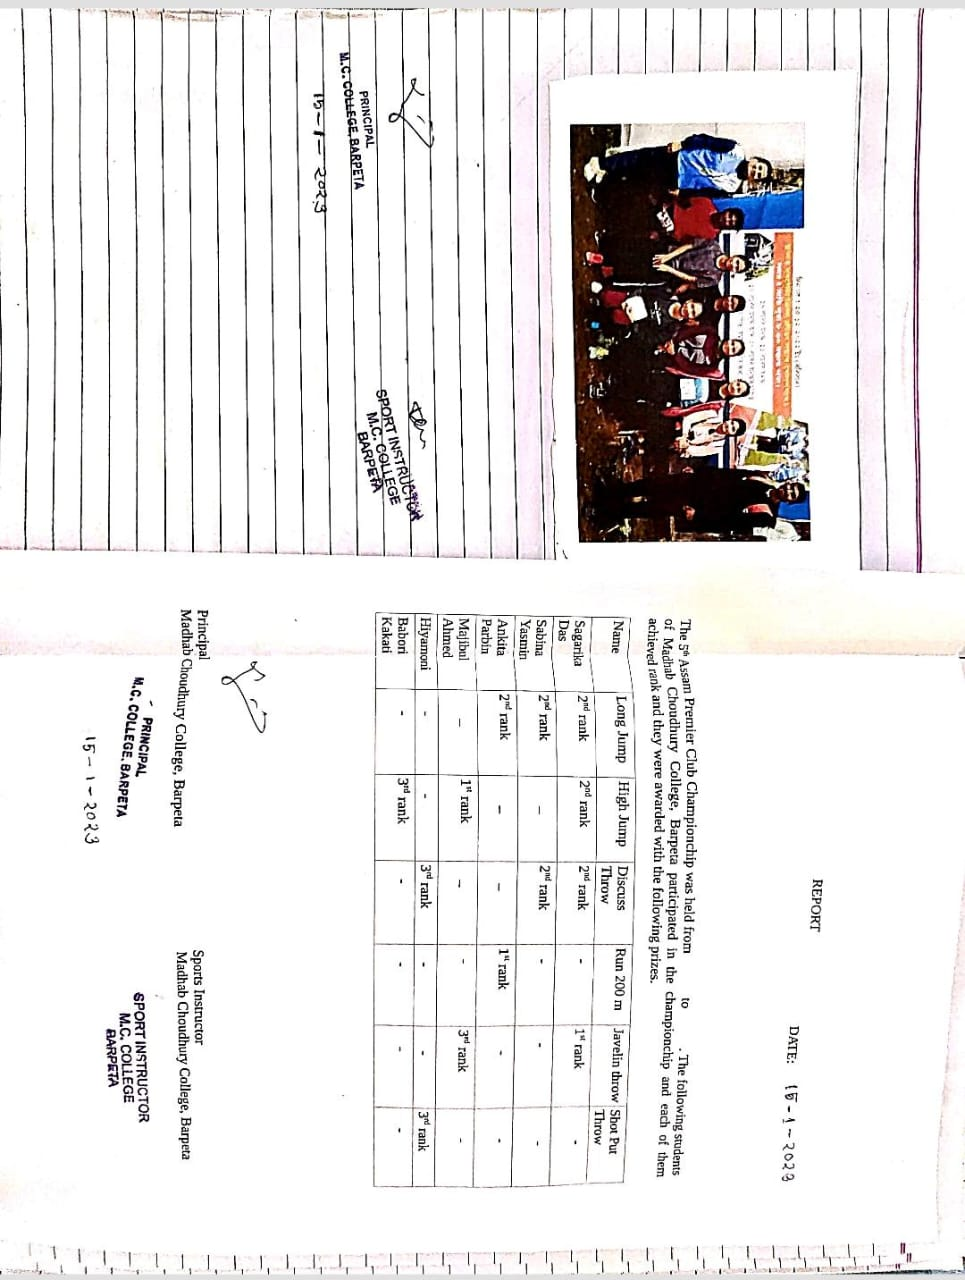 PRINCIPAL
M.C. COLLEGE, BARPETA
15-1-2023
SPORT INSTRUCTOR
M.C. COLLEGE
BARPETA
REPORT
DATE: 15-1-2023
The 5th Assam Premier Club Championchip was held from to . The following students
of Madhab Choudhury College, Barpeta participated in the championchip and each of them
achieved rank and they were awarded with the following prizes.
Name Long Jump High Jump Discuss Throw Run 200 m Javelin throw Shot Put Throw
Sagarika Das 2nd rank 2nd rank 2nd rank - 1st rank -
Sabina Yasmin 2nd rank – 2nd rank - - -
Ankita Parbin 2nd rank – – 1st rank - -
Majibul Ahmed – 1st rank – - 3rd rank -
Hiyamoni - - 3rd rank - - 3rd rank
Babori Kakati - 3rd rank - - - -
Principal
Madhab Choudhury College, Barpeta
PRINCIPAL
M.C. COLLEGE, BARPETA
15-1-2023
Sports Instructor
Madhab Choudhury College, Barpeta
SPORT INSTRUCTOR
M.C. COLLEGE
BARPETA